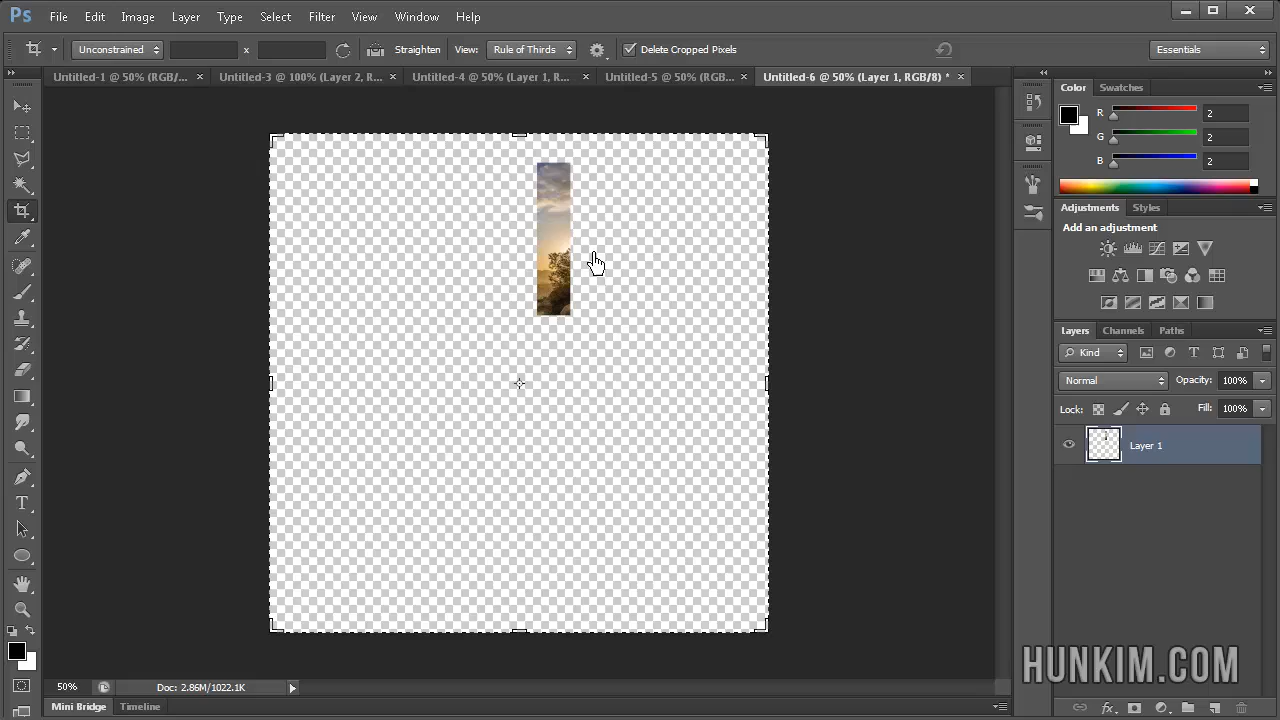 Ps File Edit Image Layer Type Select Filter View Window Help
Unconstrained x Straighten View: Rule of Thirds Delete Cropped Pixels Essentials
Untitled-1 @ 50% (RGB/... × Untitled-3 @ 100% (Layer 2, R... × Untitled-4 @ 50% (Layer 1, R... × Untitled-5 @ 50% (RGB... × Untitled-6 @ 50% (Layer 1, RGB/8) * ×
Color Swatches
R 2
G 2
B 2
Adjustments Styles
Add an adjustment
Layers Channels Paths
Kind T
Normal Opacity: 100%
Lock: Fill: 100%
Layer 1
T
HUNKIM.COM
50% Doc: 2.86M/1022.1K
Mini Bridge Timeline
fx